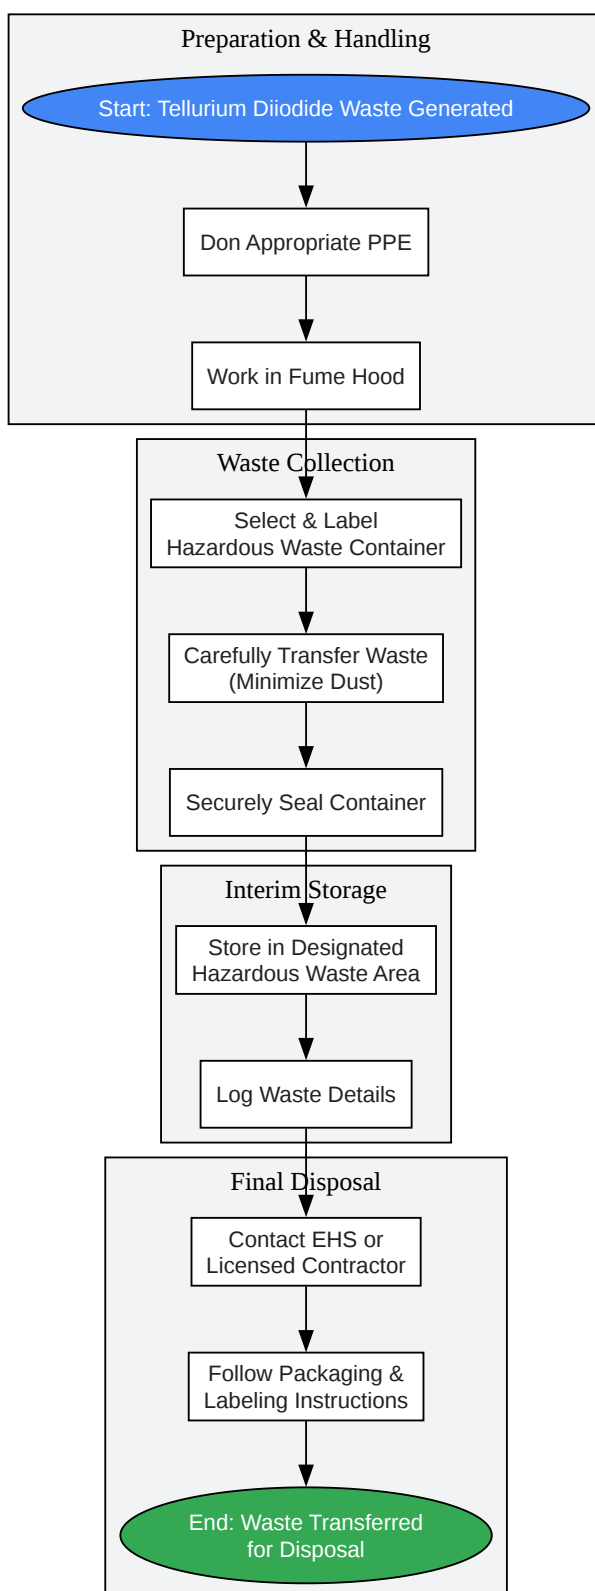 Preparation & Handling
Start: Tellurium Diiodide Waste Generated
Don Appropriate PPE
Work in Fume Hood
Waste Collection
Select & Label
Hazardous Waste Container
Carefully Transfer Waste
(Minimize Dust)
Securely Seal Container
Interim Storage
Store in Designated
Hazardous Waste Area
Log Waste Details
Final Disposal
Contact EHS or
Licensed Contractor
Follow Packaging &
Labeling Instructions
End: Waste Transferred
for Disposal